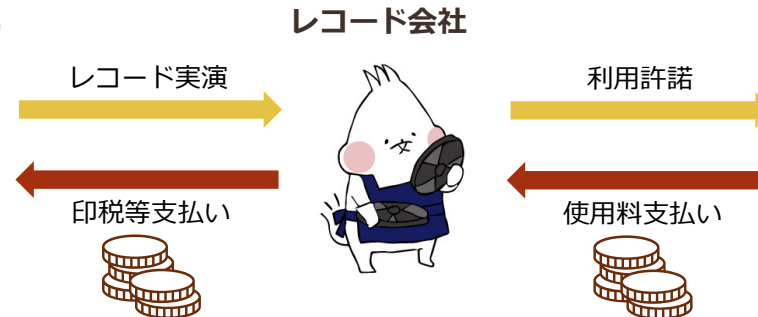 レコード会社
レコード実演
利用許諾
印税等支払い
使用料支払い